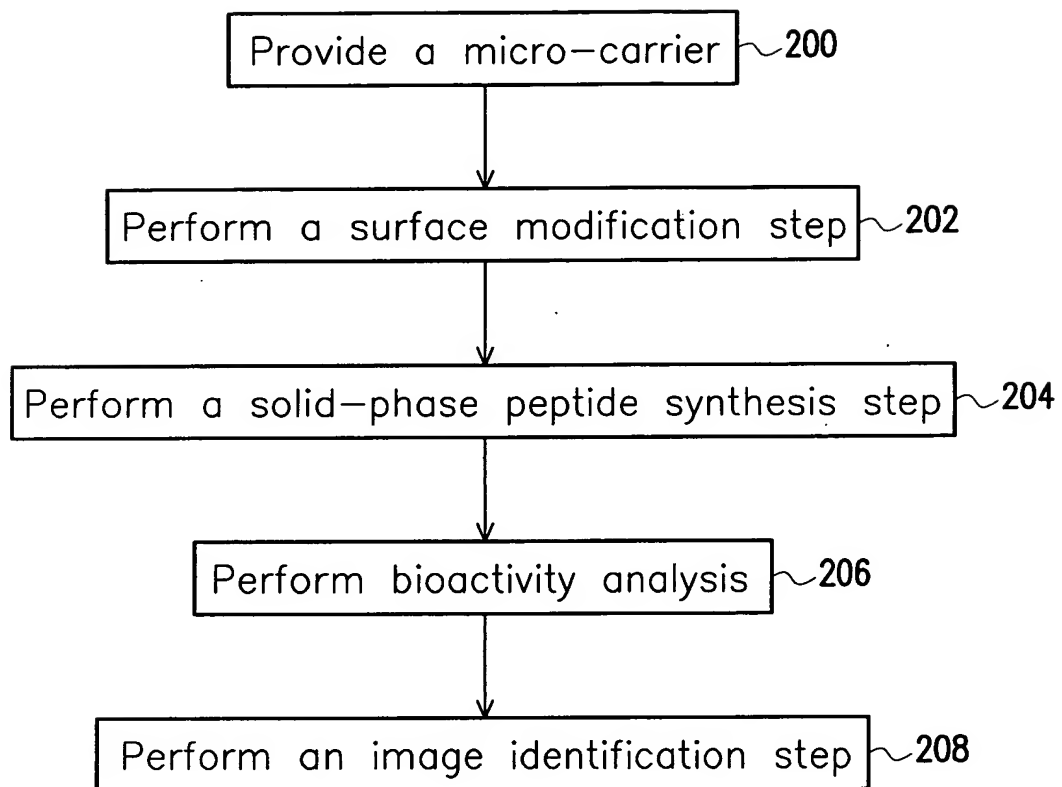 Provide a micro-carrier 200
Perform a surface modification step 202
Perform a solid-phase peptide synthesis step 204
Perform bioactivity analysis 206
Perform an image identification step 208